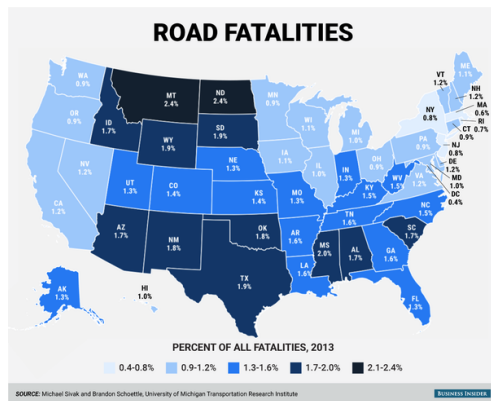 ROAD FATALITIES
WA
0.9%
OR
0.9%
CA
1.2%
NV
1.2%
ID
1.7%
MT
2.4%
WY
1.9%
UT
1.3%
AZ
1.7%
CO
1.4%
NM
1.8%
ND
2.4%
SD
1.9%
NE
1.3%
KS
1.4%
OK
1.8%
TX
1.9%
MN
0.9%
IA
1.1%
MO
1.3%
AR
1.6%
LA
1.6%
WI
1.1%
IL
1.0%
MI
1.0%
IN
1.3%
OH
0.9%
KY
1.5%
TN
1.6%
MS
2.0%
AL
1.7%
GA
1.6%
FL
1.3%
SC
1.7%
NC
1.5%
WV
1.5%
VA
1.2%
PA
0.9%
NY
0.8%
VT
1.2%
ME
1.1%
NH
1.2%
MA
0.6%
RI
0.7%
CT
0.9%
NJ
0.8%
DE
1.2%
MD
1.0%
DC
0.4%
AK
1.3%
HI
1.0%
PERCENT OF ALL FATALITIES, 2013
0.4-0.8%
0.9-1.2%
1.3-1.6%
1.7-2.0%
2.1-2.4%
SOURCE: Michael Sivak and Brandon Schoettle, University of Michigan Transportation Research Institute
BUSINESS INSIDER